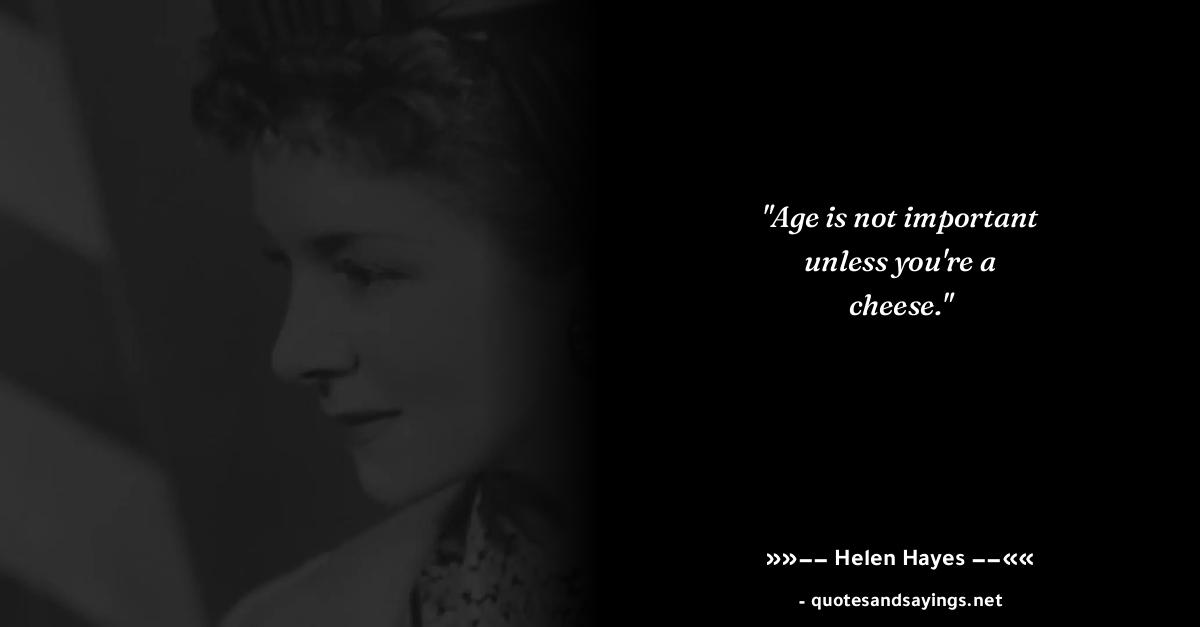 "Age is not important
unless you're a
cheese."
»»–– Helen Hayes ––««
- quotesandsayings.net